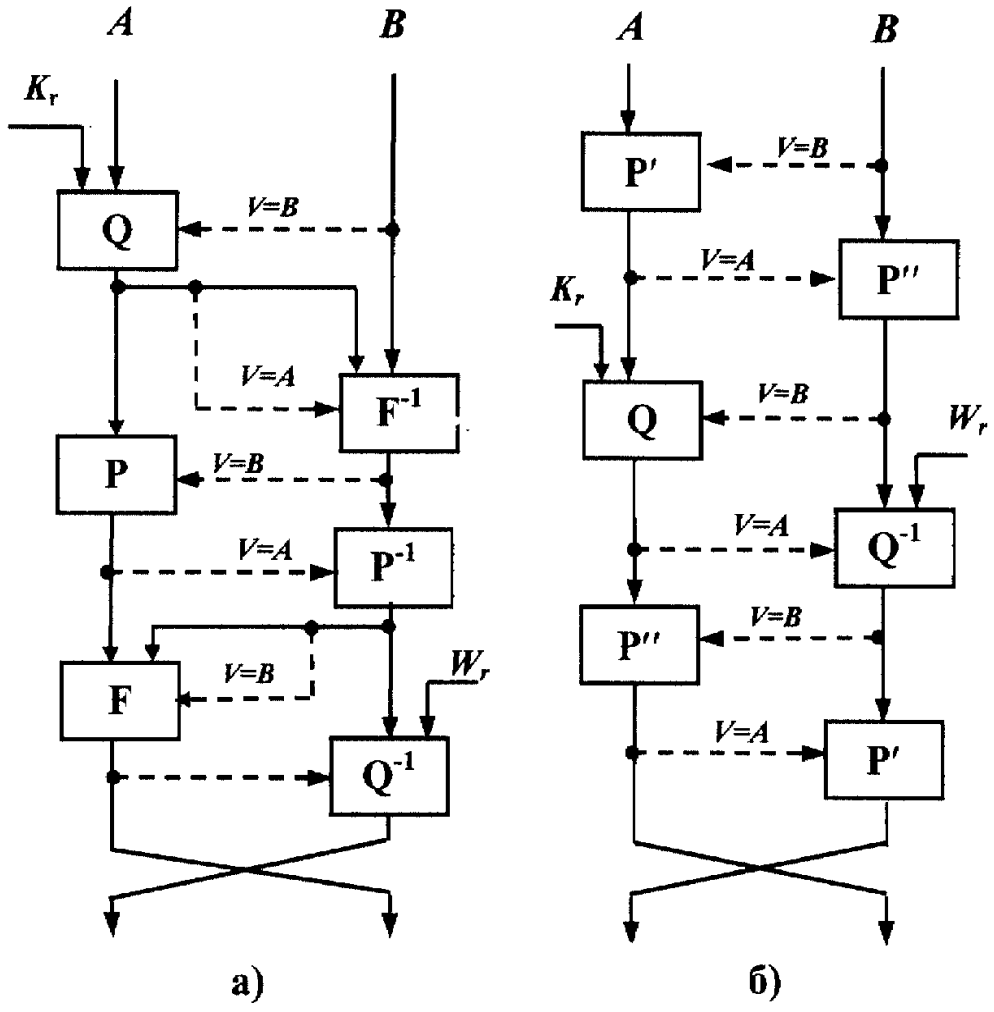 A B
K_r
Q
V=B
V=A
F^-1
P
V=B
V=A
P^-1
F
V=B
W_r
Q^-1
а)
A B
P′
V=B
V=A
P″
K_r
Q
V=B
W_r
V=A
Q^-1
P″
V=B
V=A
P′
б)